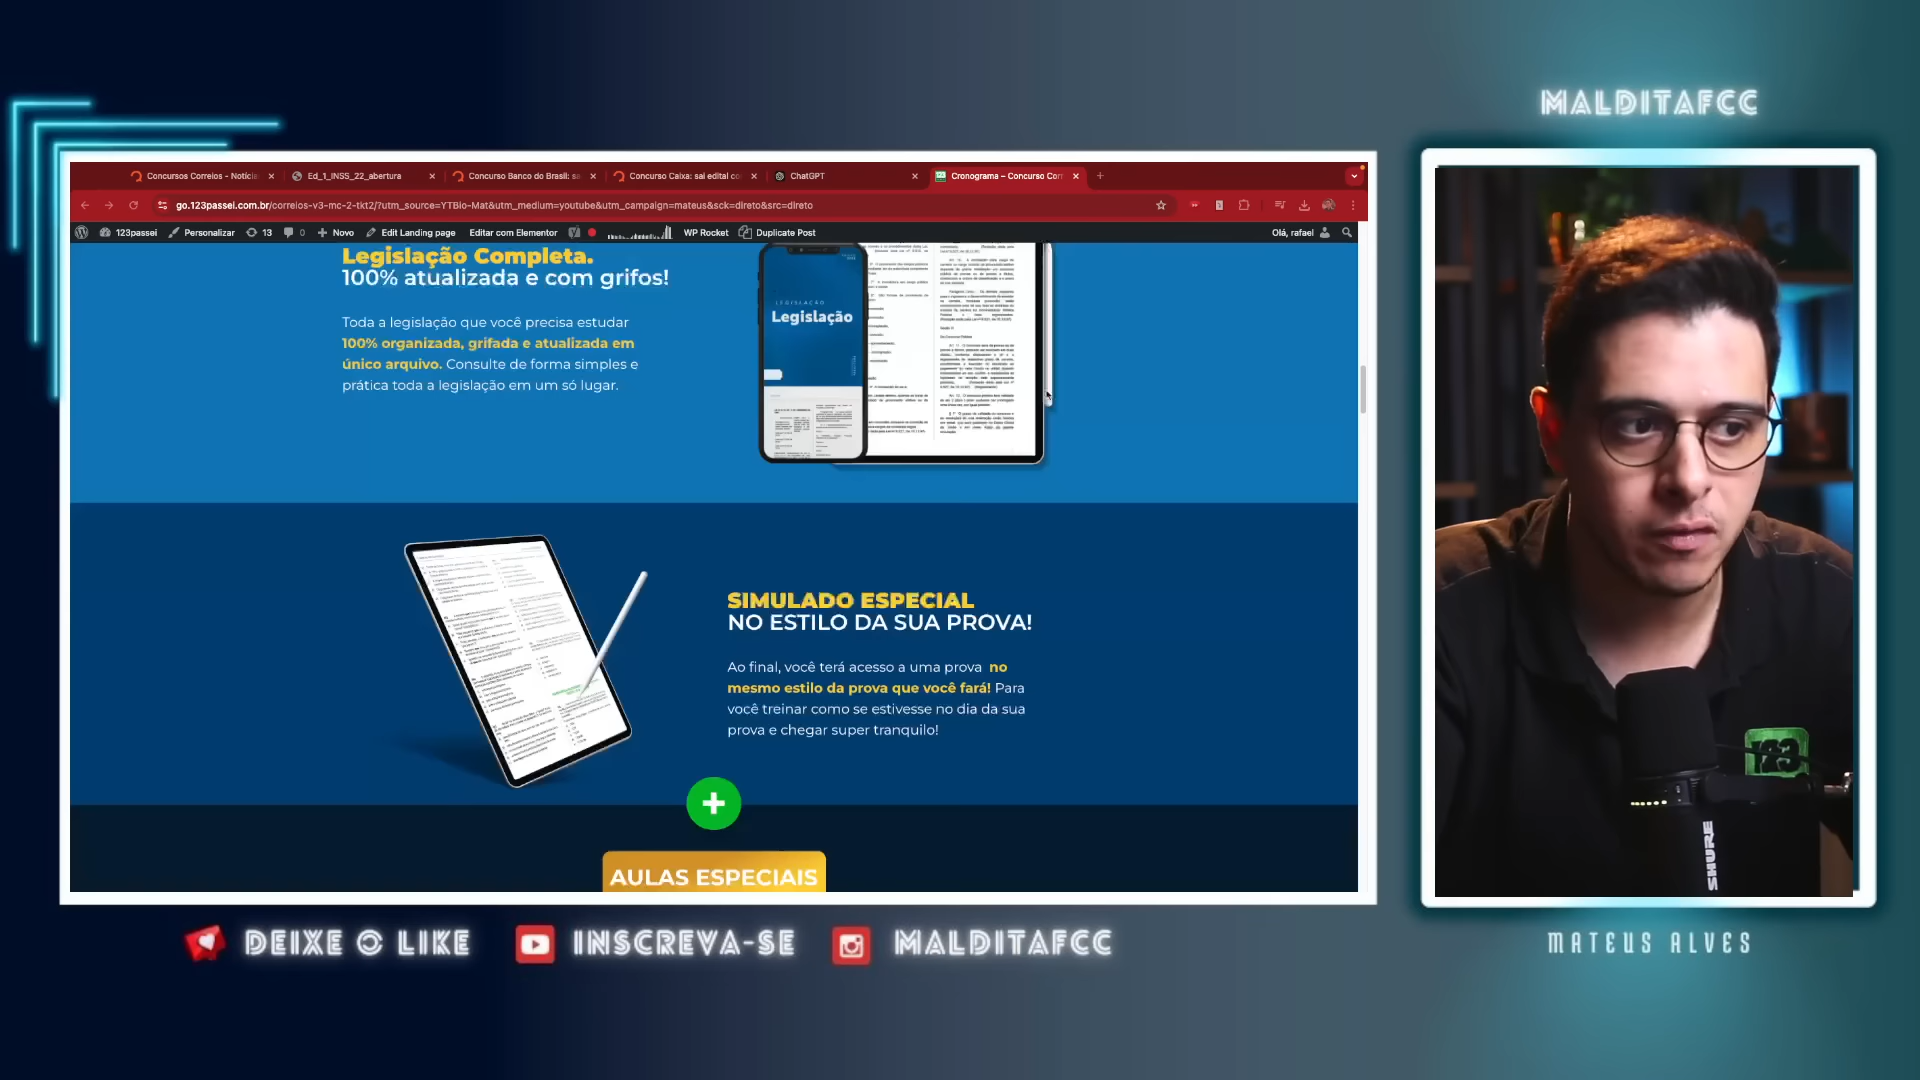 MALDITAFCC
Concursos Correios - Notícia
Ed_1_INSS_22_abertura
Concurso Banco do Brasil: sa
Concurso Caixa: sai edital co
ChatGPT
Cronograma – Concurso Cor
go.123passei.com.br/correios-v3-mc-2-tkt2/?utm_source=YTBio-Mat&utm_medium=youtube&utm_campaign=mateus&sck=direto&src=direto
123passei
Personalizar
13
0
Novo
Edit Landing page
Editar com Elementor
WP Rocket
Duplicate Post
Olá, rafael
Legislação Completa.
100% atualizada e com grifos!
Toda a legislação que você precisa estudar
100% organizada, grifada e atualizada em
único arquivo. Consulte de forma simples e
prática toda a legislação em um só lugar.
LEGISLAÇÃO
Legislação
SIMULADO ESPECIAL
NO ESTILO DA SUA PROVA!
Ao final, você terá acesso a uma prova no
mesmo estilo da prova que você fará! Para
você treinar como se estivesse no dia da sua
prova e chegar super tranquilo!
AULAS ESPECIAIS
123
SHURE
DEIXE O LIKE
INSCREVA-SE
MALDITAFCC
MATEUS ALVES